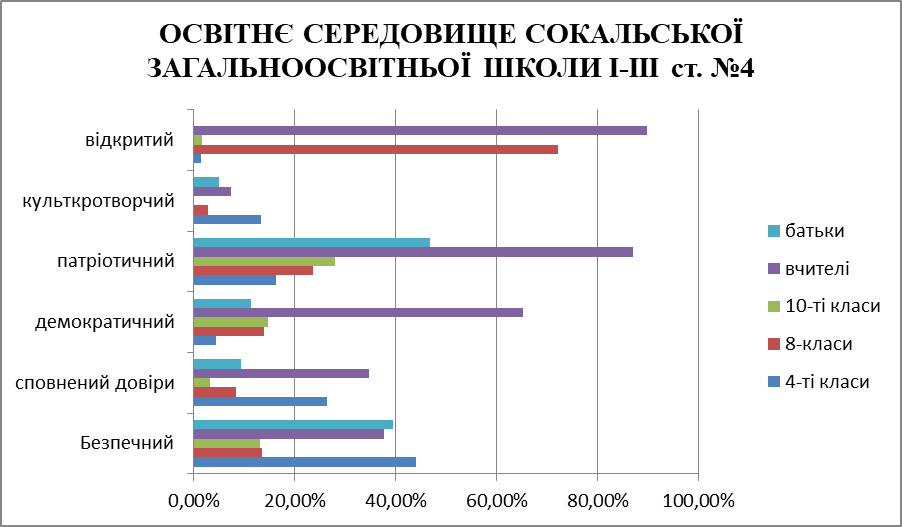 ОСВІТНЄ СЕРЕДОВИЩЕ СОКАЛЬСЬКОЇ
ЗАГАЛЬНООСВІТНЬОЇ ШКОЛИ І-ІІІ ст. №4
відкритий
культкротворчий
патріотичний
демократичний
сповнений довіри
Безпечний
батьки
вчителі
10-ті класи
8-класи
4-ті класи
0,00% 20,00% 40,00% 60,00% 80,00% 100,00%